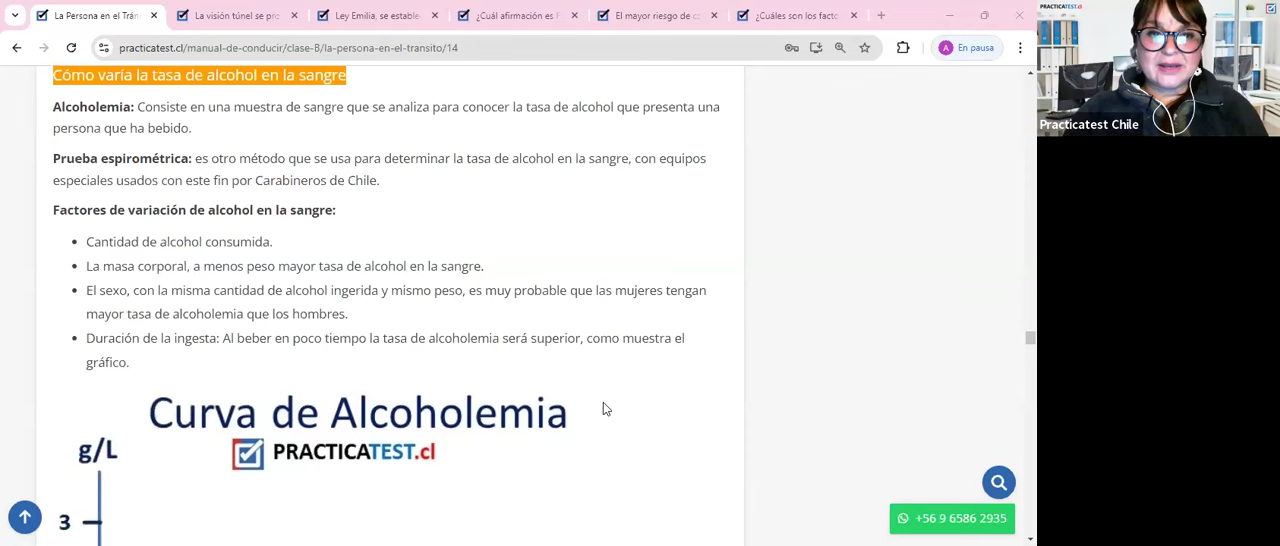 La Persona en el Trán
La visión túnel se pro
Ley Emilia, se estable
¿Cuál afirmación es
El mayor riesgo de co
¿Cuáles son los facto
practicatest.cl/manual-de-conducir/clase-B/la-persona-en-el-transito/14
A
En pausa
PRACTICATEST.cl
Practicatest Chile
Cómo varía la tasa de alcohol en la sangre
Alcoholemia: Consiste en una muestra de sangre que se analiza para conocer la tasa de alcohol que presenta una
persona que ha bebido.
Prueba espirométrica: es otro método que se usa para determinar la tasa de alcohol en la sangre, con equipos
especiales usados con este fin por Carabineros de Chile.
Factores de variación de alcohol en la sangre:
Cantidad de alcohol consumida.
La masa corporal, a menos peso mayor tasa de alcohol en la sangre.
El sexo, con la misma cantidad de alcohol ingerida y mismo peso, es muy probable que las mujeres tengan
mayor tasa de alcoholemia que los hombres.
Duración de la ingesta: Al beber en poco tiempo la tasa de alcoholemia será superior, como muestra el
gráfico.
Curva de Alcoholemia
PRACTICATEST.cl
g/L
3
+56 9 6586 2935